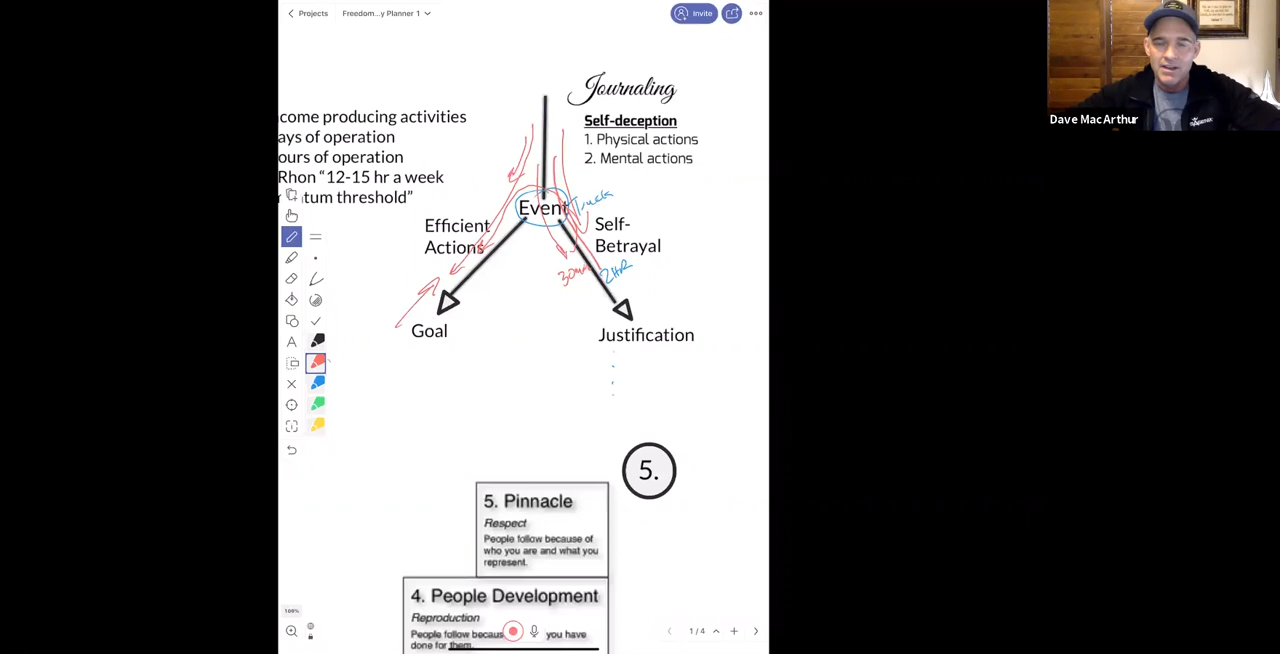 Projects
Freedom...y Planner 1
Invite
Dave MacArthur
Journaling
Self-deception
1. Physical actions
2. Mental actions
come producing activities
ays of operation
ours of operation
Rhon “12-15 hr a week
tum threshold”
Event
Truck
Efficient
Actions
Self-
Betrayal
2HR
Goal
Justification
5.
5. Pinnacle
Respect
People follow because of
who you are and what you
represent.
4. People Development
Reproduction
People follow becaus you have
done for them.
100%
1/4